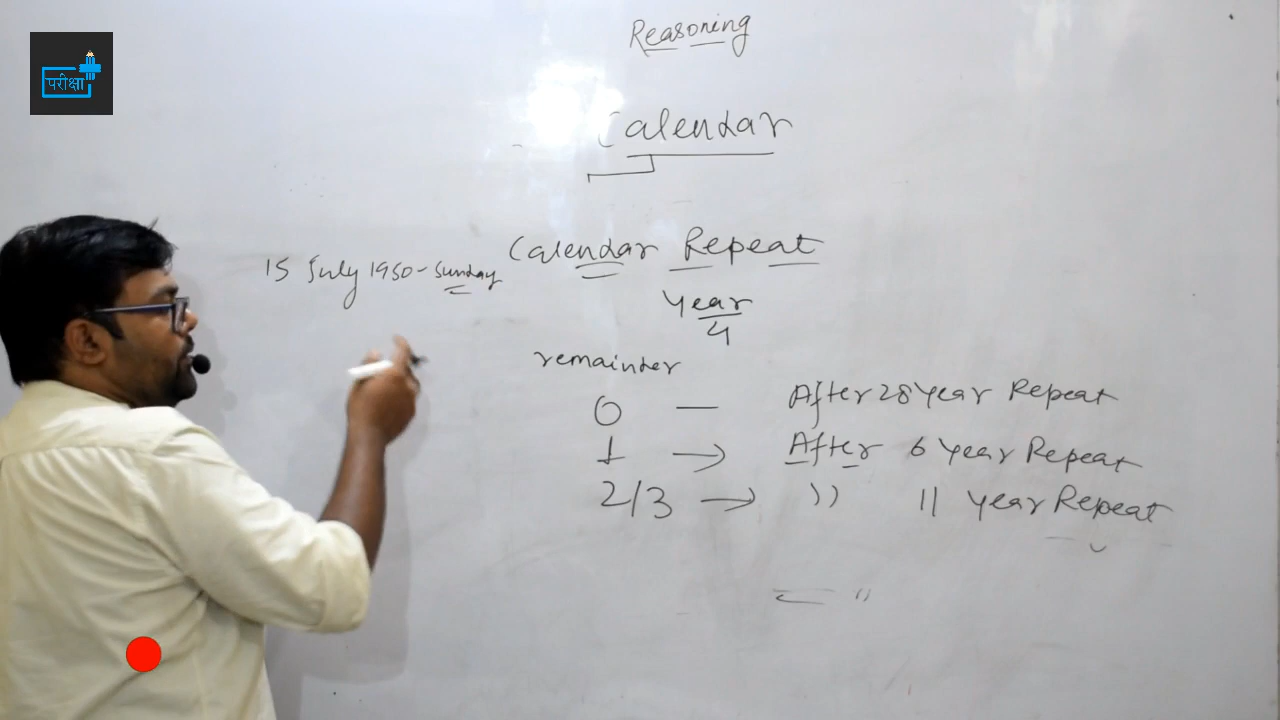 परीक्षा
Reasoning
Calendar
Calendar Repeat
15 July 1950 - Sunday
Year
4
remainder
0 — After 28 Year Repeat
1 → After 6 Year Repeat
2/3 → )) 11 Year Repeat